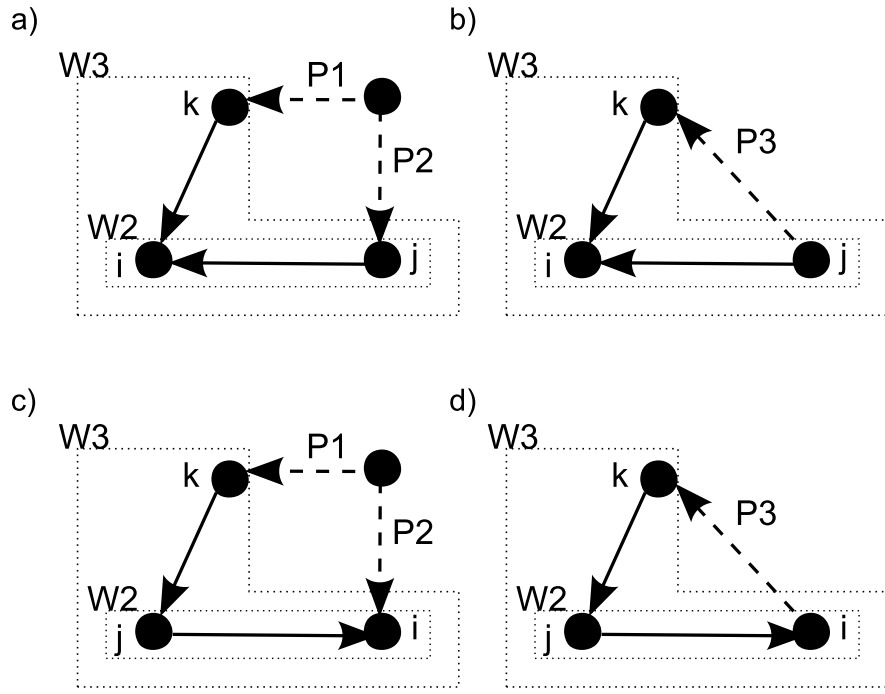 a) b)
W3 P1 W3
k k
P2 P3
W2 W2
i j i j
c) d)
W3 P1 W3
k k
P2 P3
W2 W2
j i j i